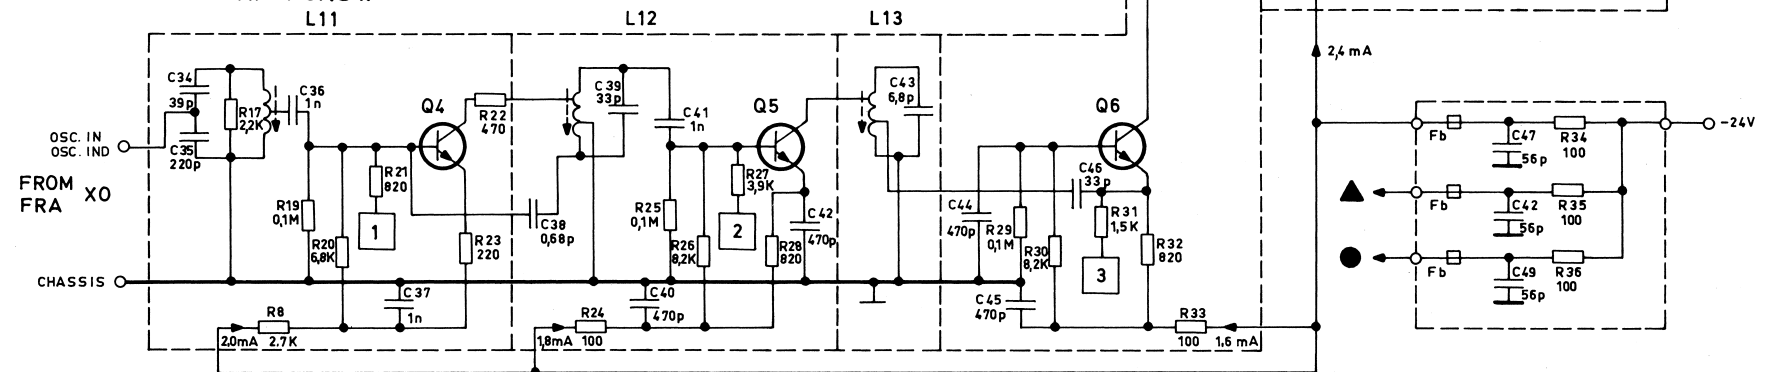 L11
L12
L13
C34
39p
C35
220p
R17
2,2K
C36
1n
Q4
R22
470
C39
33p
C41
1n
Q5
C43
6,8p
Q6
2,4 mA
OSC. IN
OSC. IND
FROM XO
FRA
R19
0,1M
R20
6,8K
R21
820
1
R23
220
C38
0,68p
R25
0,1M
R26
8,2K
R27
3,9K
2
R28
820
C42
470p
C44
470p
R29
0,1M
R30
8,2K
C46
33p
R31
1,5K
3
R32
820
CHASSIS
C37
1n
C40
470p
C45
470p
R8
2,0mA 2.7K
R24
1,8mA 100
R33
100 1,6 mA
Fb
C47
56p
R34
100
-24V
Fb
C42
56p
R35
100
Fb
C49
56p
R36
100